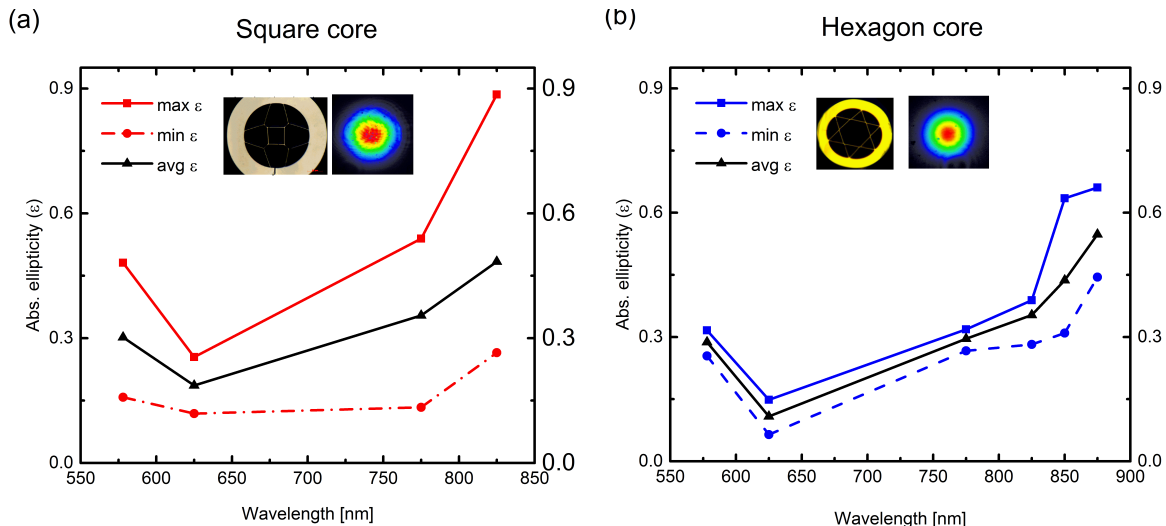 (a)
Square core
max ε
min ε
avg ε
0.9
0.6
0.3
0.0
0.9
0.6
0.3
0.0
Abs. ellipticity (ε)
550 600 650 700 750 800 850
Wavelength [nm]
(b)
Hexagon core
max ε
min ε
avg ε
0.9
0.6
0.3
0.0
0.9
0.6
0.3
0.0
Abs. ellipticity (ε)
550 600 650 700 750 800 850 900
Wavelength [nm]